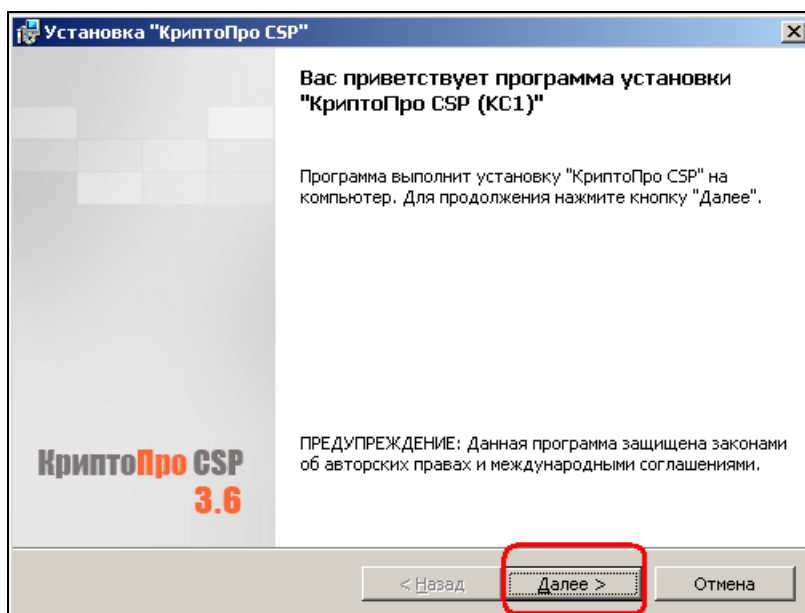 Установка "КриптоПро CSP"
Вас приветствует программа установки
"КриптоПро CSP (КС1)"
Программа выполнит установку "КриптоПро CSP" на
компьютер. Для продолжения нажмите кнопку "Далее".
КриптоПро CSP
3.6
ПРЕДУПРЕЖДЕНИЕ: Данная программа защищена законами
об авторских правах и международными соглашениями.
< Назад
Далее >
Отмена